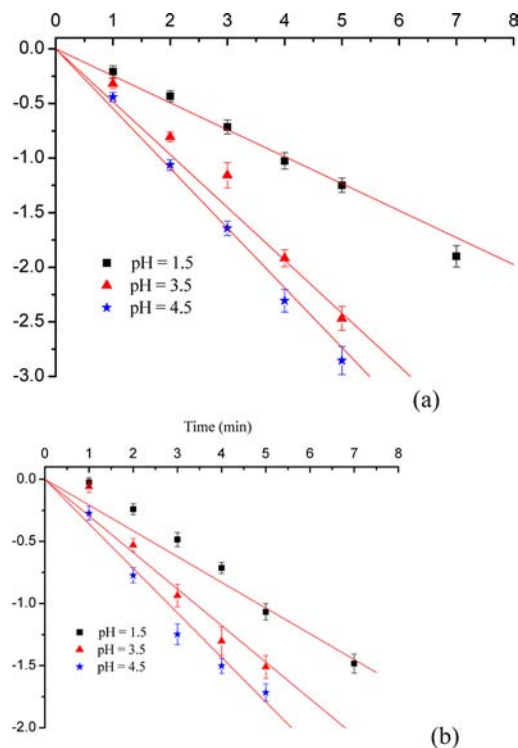 0 1 2 3 4 5 6 7 8
0.0
-0.5
-1.0
-1.5
-2.0
-2.5
-3.0
pH = 1.5
pH = 3.5
pH = 4.5
(a)
Time (min)
0 1 2 3 4 5 6 7 8
0.0
-0.5
-1.0
-1.5
-2.0
pH = 1.5
pH = 3.5
pH = 4.5
(b)